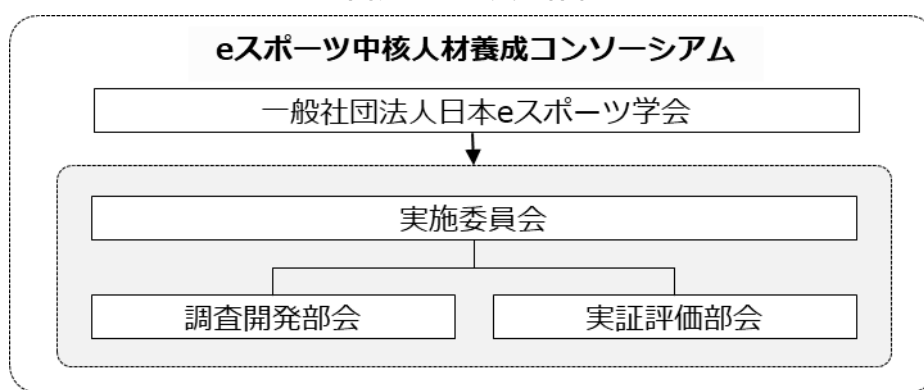 eスポーツ中核人材養成コンソーシアム
一般社団法人日本eスポーツ学会
実施委員会
調査開発部会
実証評価部会